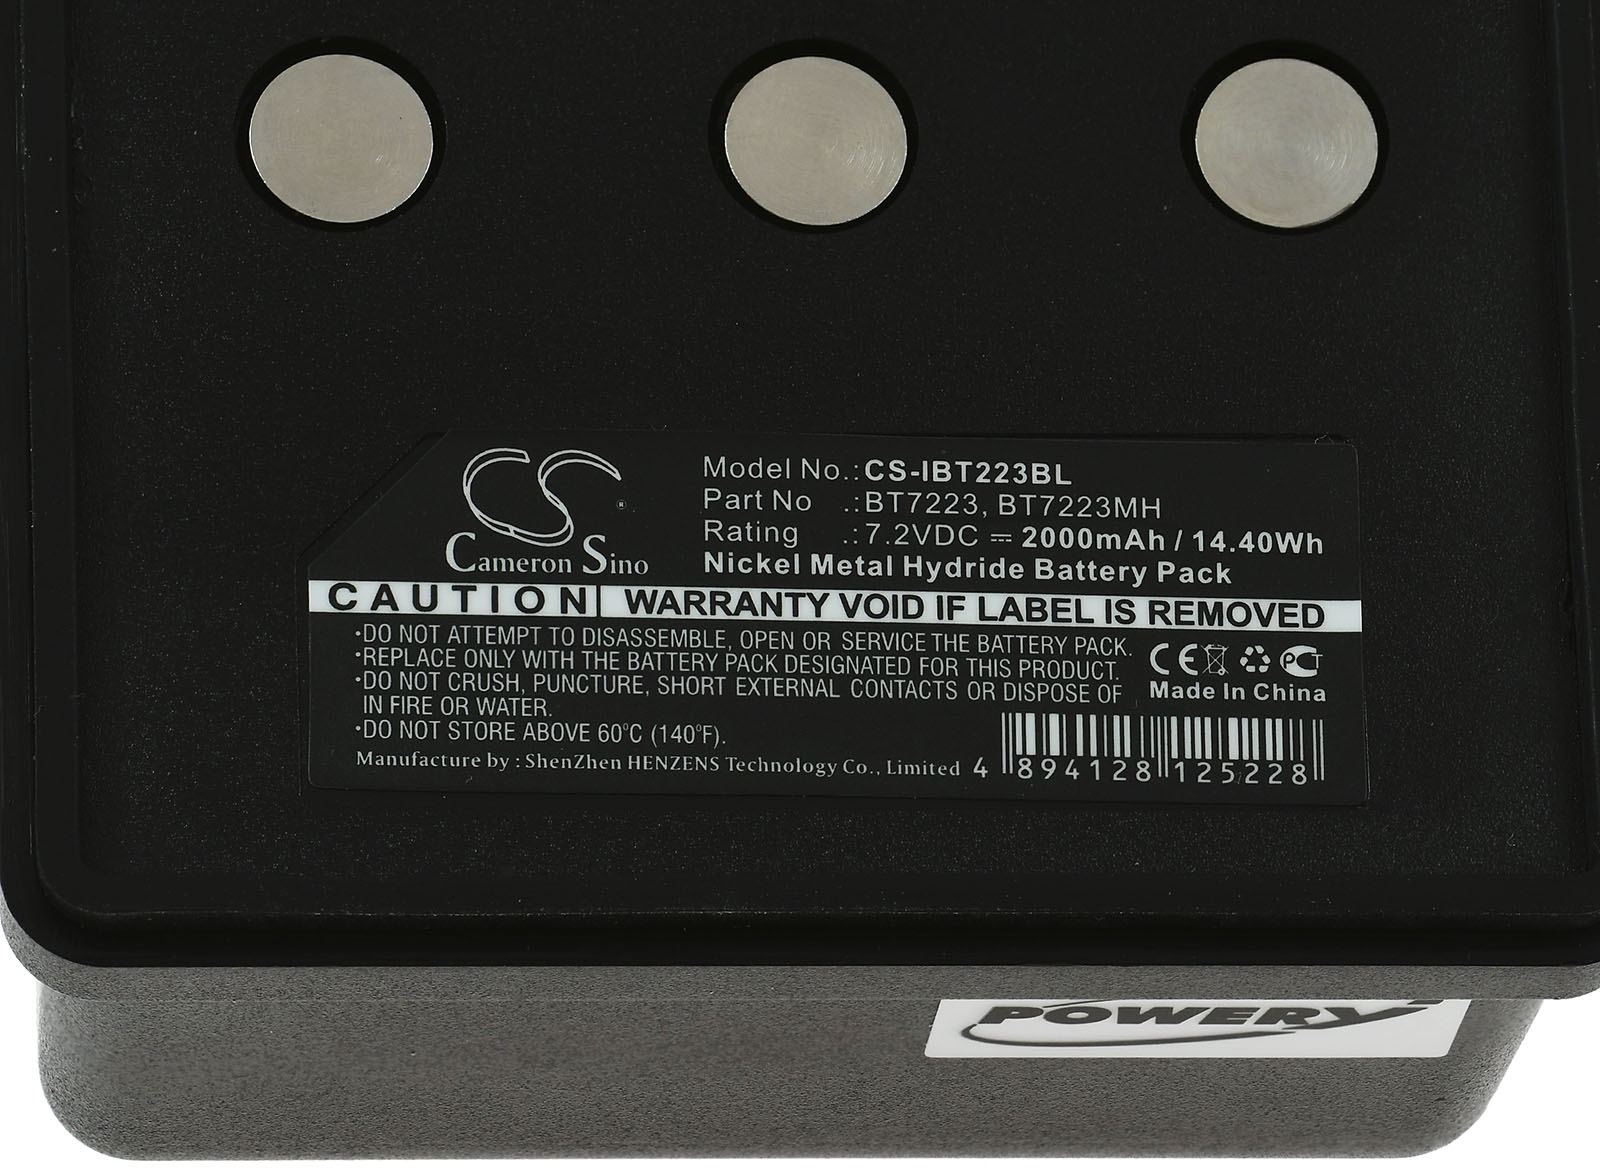 CS ®
Cameron Sino
Model No.: CS-IBT223BL
Part No .: BT7223, BT7223MH
Rating .: 7.2VDC ⎓ 2000mAh / 14.40Wh
Nickel Metal Hydride Battery Pack
CAUTION| WARRANTY VOID IF LABEL IS REMOVED
·DO NOT ATTEMPT TO DISASSEMBLE, OPEN OR SERVICE THE BATTERY PACK.
·REPLACE ONLY WITH THE BATTERY PACK DESIGNATED FOR THIS PRODUCT.
·DO NOT CRUSH, PUNCTURE, SHORT EXTERNAL CONTACTS OR DISPOSE OF
IN FIRE OR WATER.
·DO NOT STORE ABOVE 60°C (140°F).
CE PCT
Made In China
Manufacture by : ShenZhen HENZENS Technology Co., Limited
4 894128 125228
POWERY